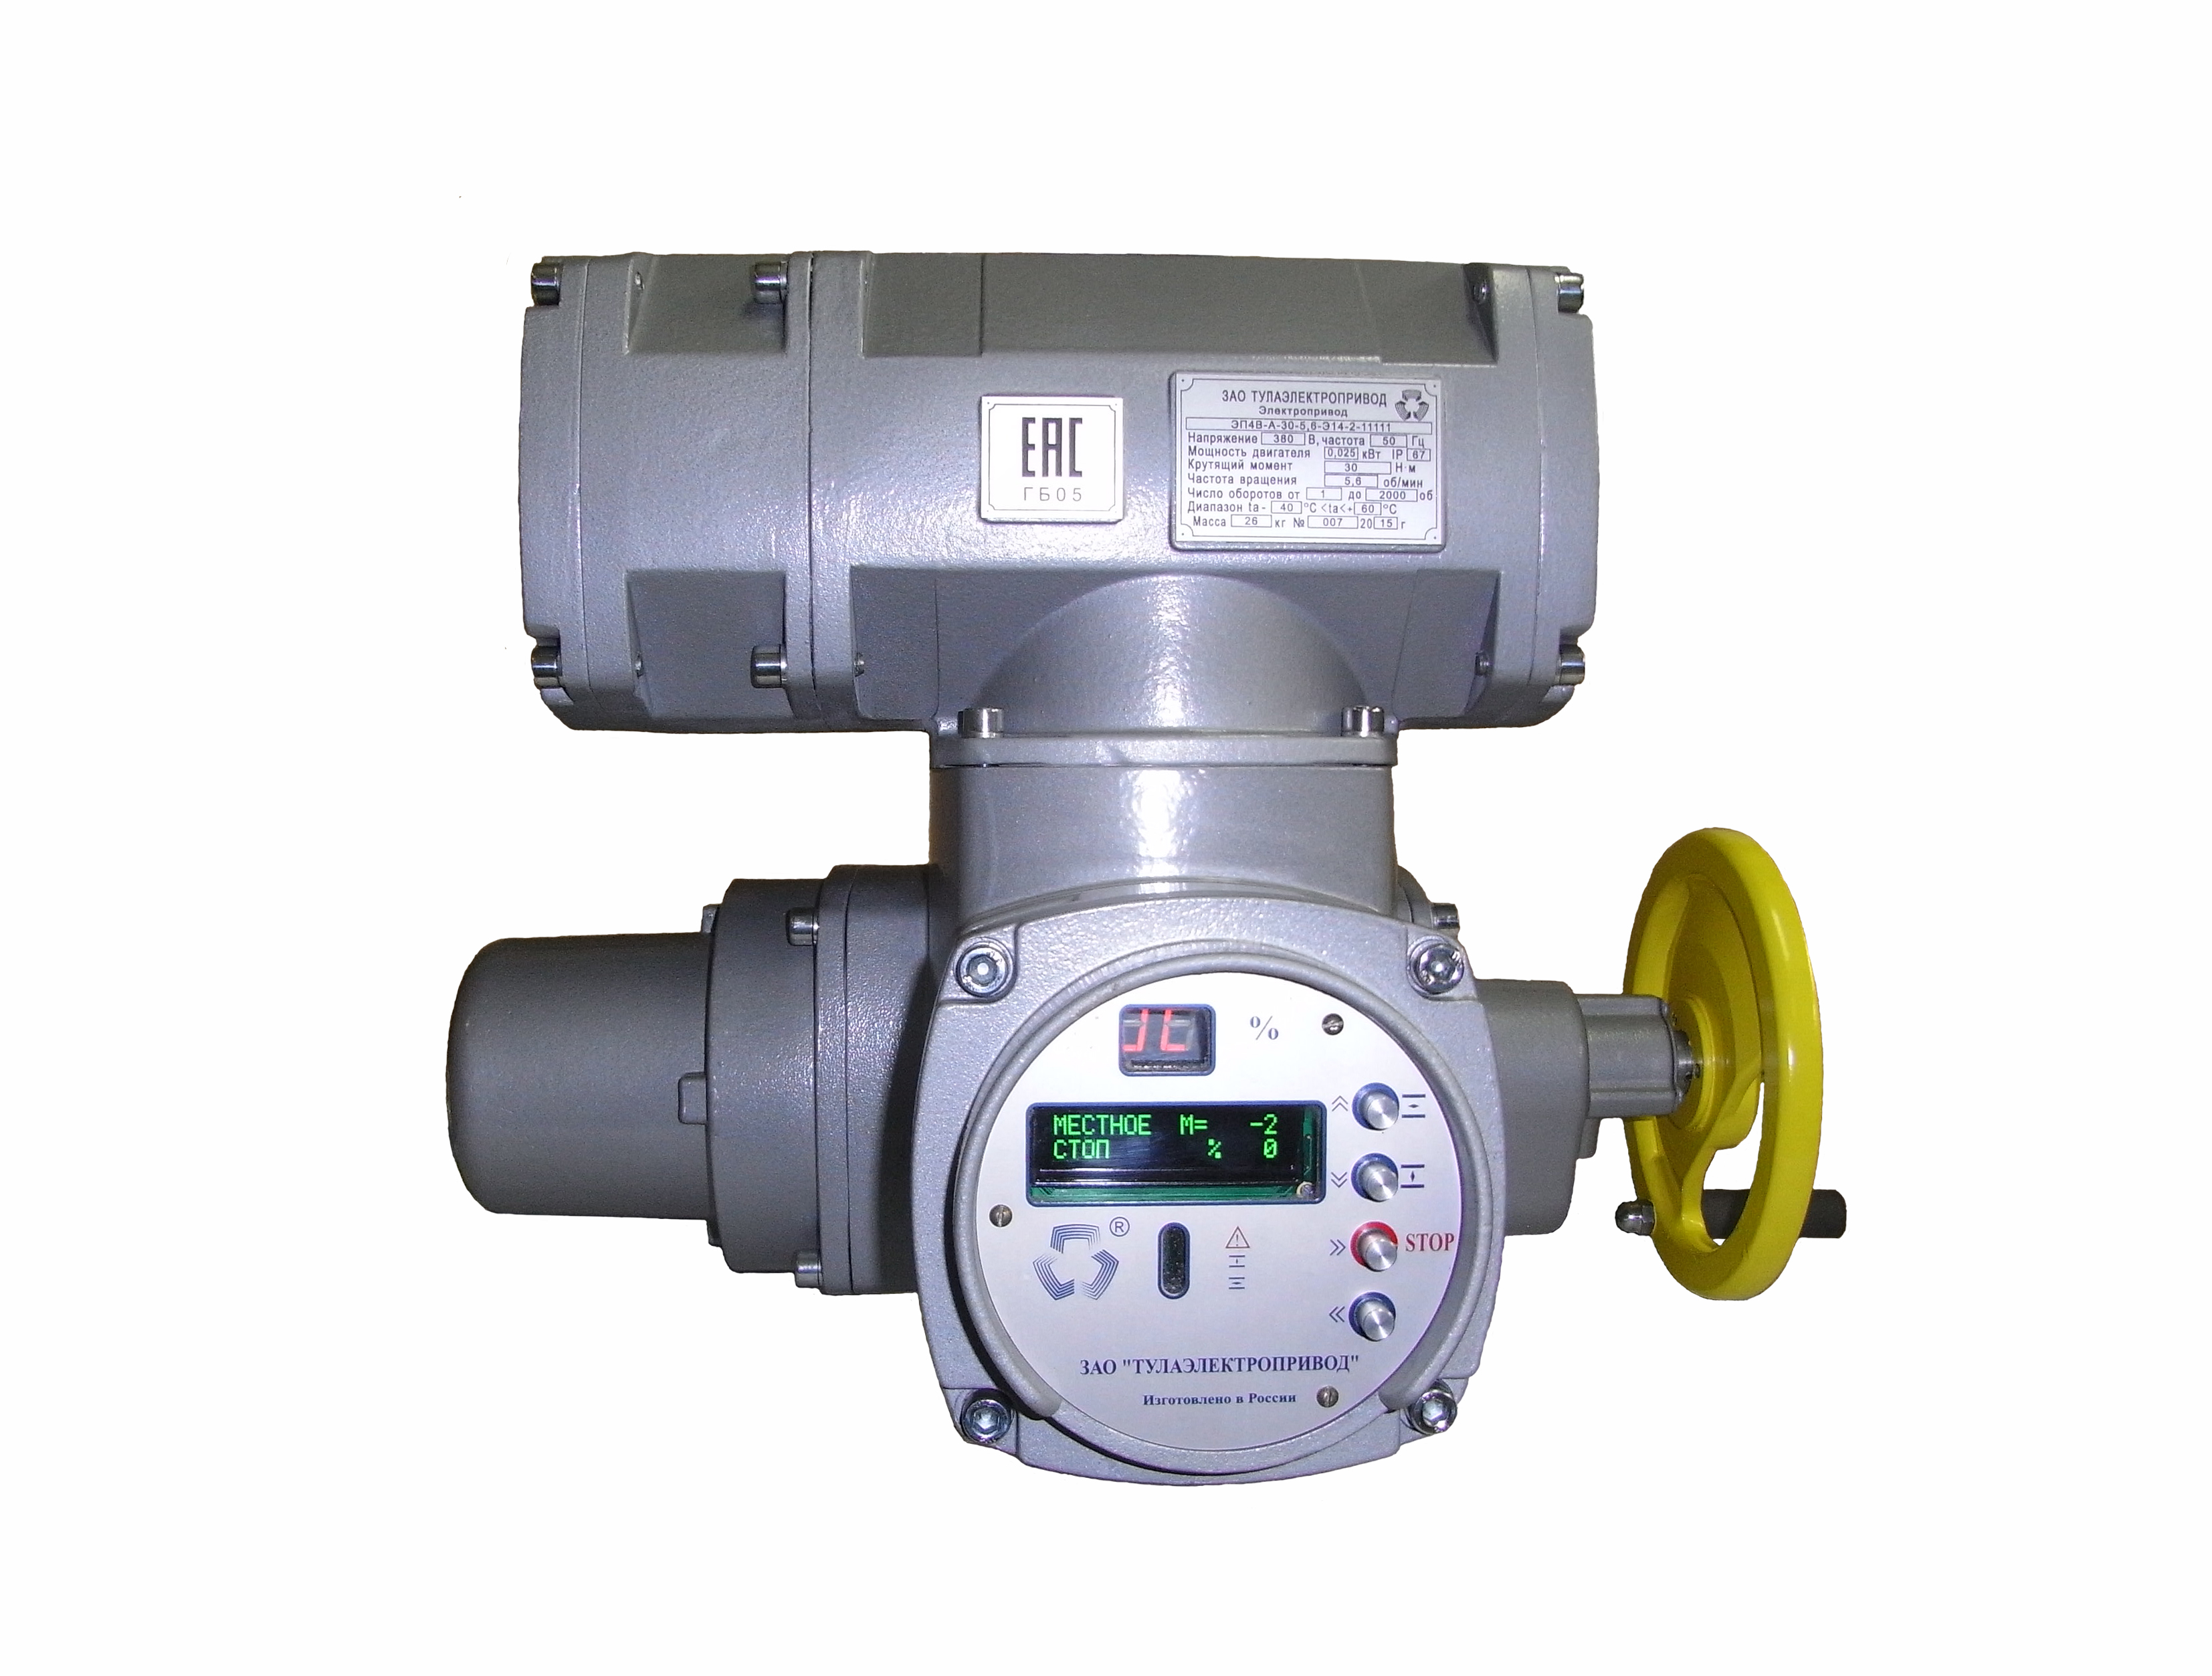 ЗАО ТУЛАЭЛЕКТРОПРИВОД
Электропривод
ЭП4В-А-30-5,6-Э14-2-11111
Напряжение 380 В, частота 50 Гц
Мощность двигателя 0,025 кВт IP 67
Крутящий момент 30 Н·м
Частота вращения 5,6 об/мин
Число оборотов от 1 до 2000 об
Диапазон ta - 40 °C <ta<+ 60 °C
Масса 26 кг № 007 2015 г
EAC
ГБ05
%
МЕСТНОЕ М= -2
СТОП % 0
®
STOP
ЗАО "ТУЛАЭЛЕКТРОПРИВОД"
Изготовлено в России